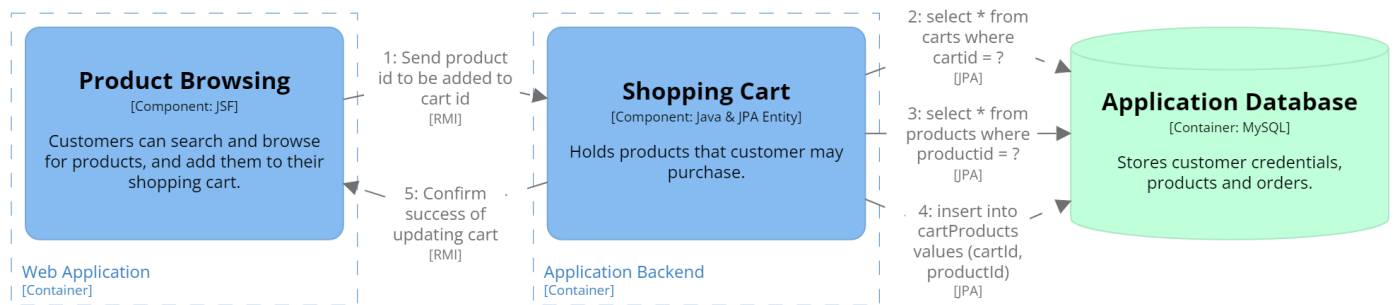 Product Browsing
[Component: JSF]
Customers can search and browse
for products, and add them to their
shopping cart.
Web Application
[Container]
1: Send product
id to be added to
cart id
[RMI]
5: Confirm
success of
updating cart
[RMI]
Shopping Cart
[Component: Java & JPA Entity]
Holds products that customer may
purchase.
Application Backend
[Container]
2: select * from
carts where
cartid = ?
[JPA]
3: select * from
products where
productid = ?
[JPA]
4: insert into
cartProducts
values (cartId,
productId)
[JPA]
Application Database
[Container: MySQL]
Stores customer credentials,
products and orders.